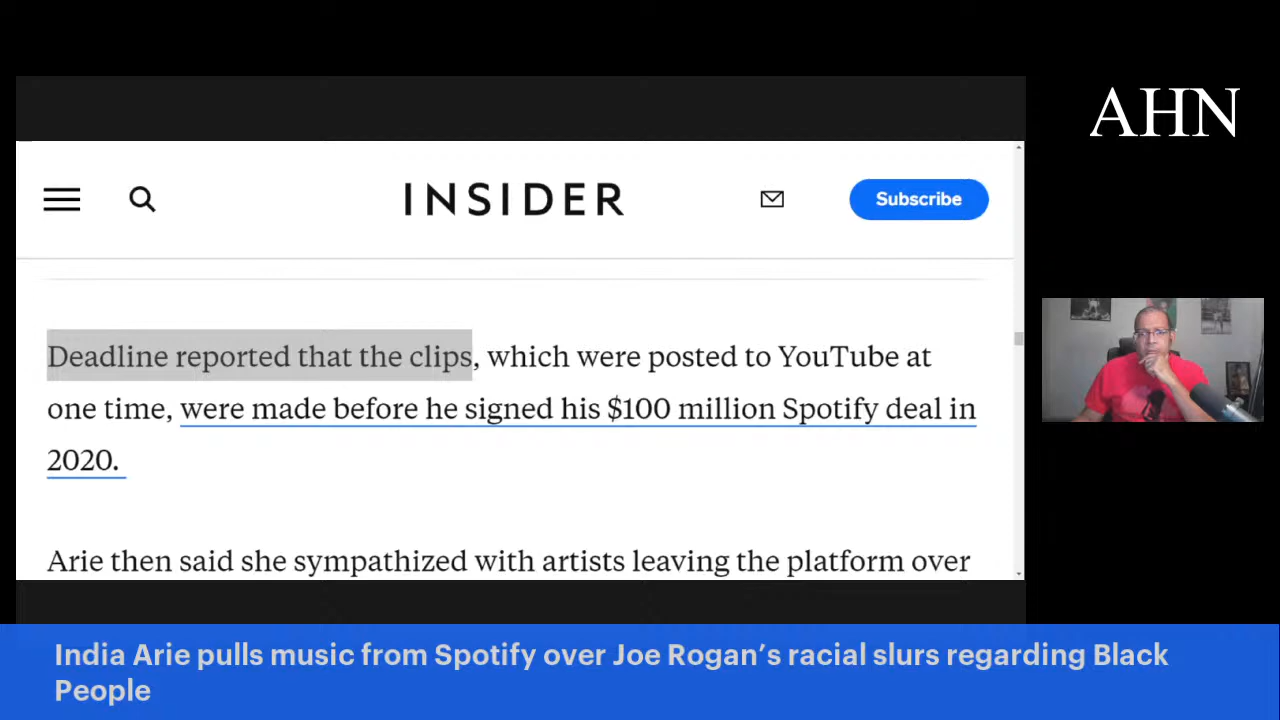 AHN
INSIDER
Subscribe
Deadline reported that the clips, which were posted to YouTube at
one time, were made before he signed his $100 million Spotify deal in
2020.
Arie then said she sympathized with artists leaving the platform over
India Arie pulls music from Spotify over Joe Rogan’s racial slurs regarding Black
People